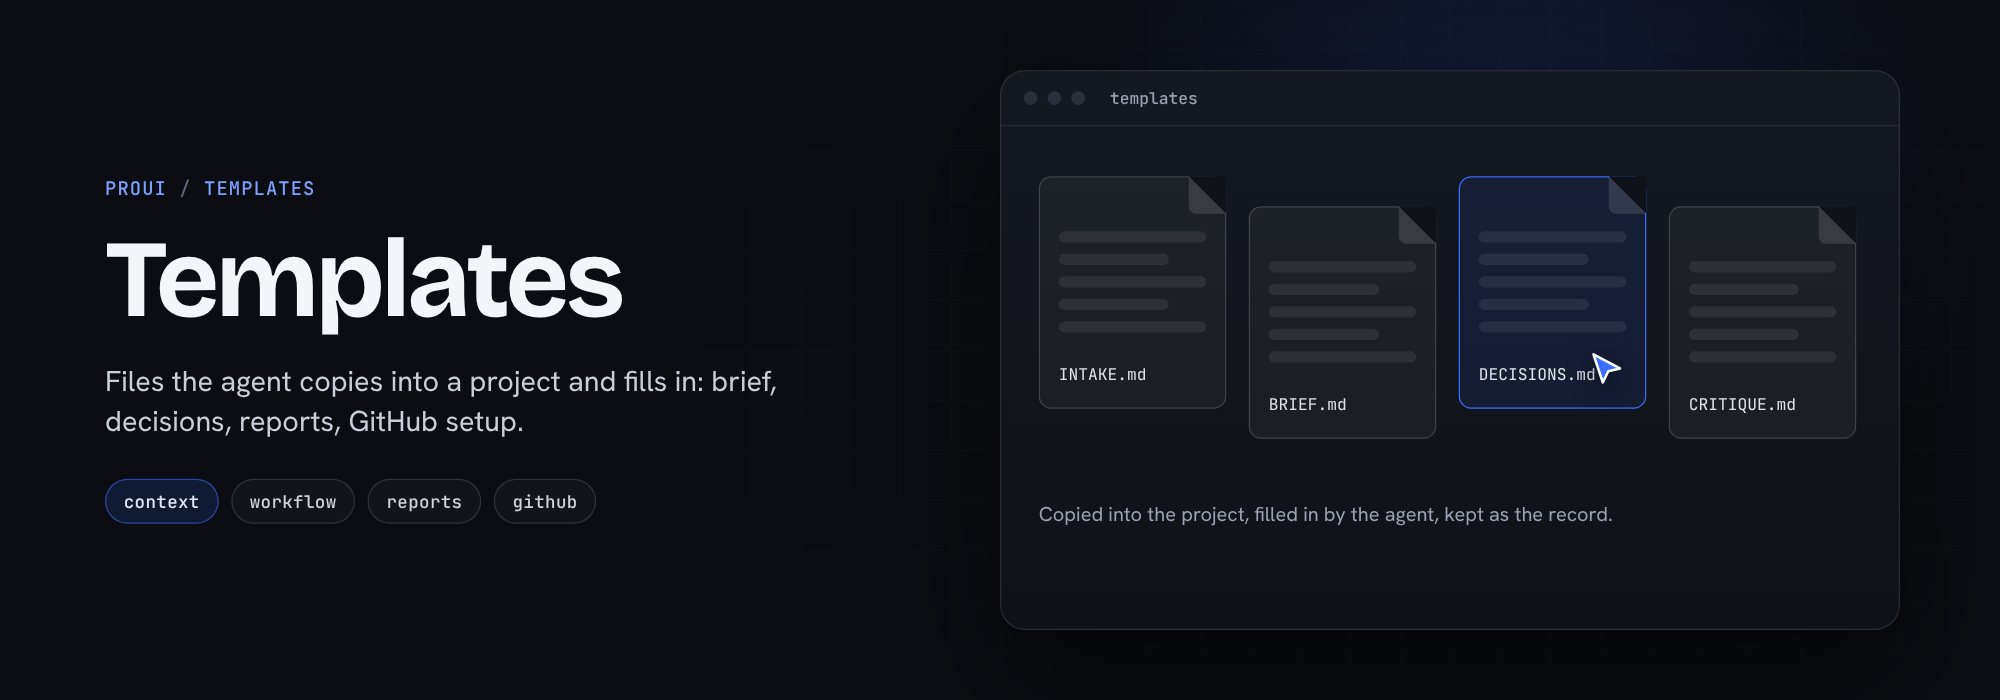 PROUI / TEMPLATES
Templates
Files the agent copies into a project and fills in: brief,
decisions, reports, GitHub setup.
context workflow reports github
templates
INTAKE.md
BRIEF.md
DECISIONS.md
CRITIQUE.md
Copied into the project, filled in by the agent, kept as the record.